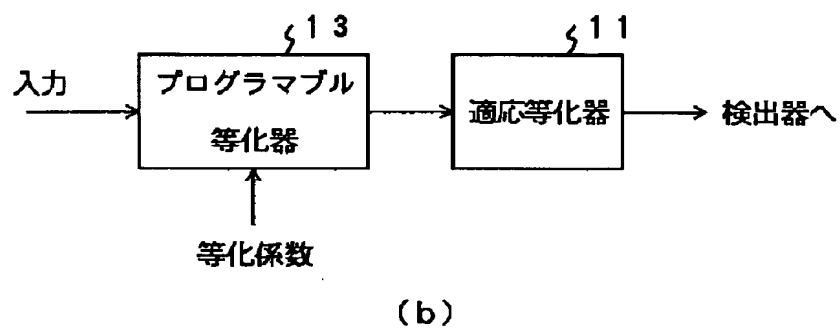 13
11
入力
プログラマブル
等化器
適応等化器
検出器へ
等化係数
(b)